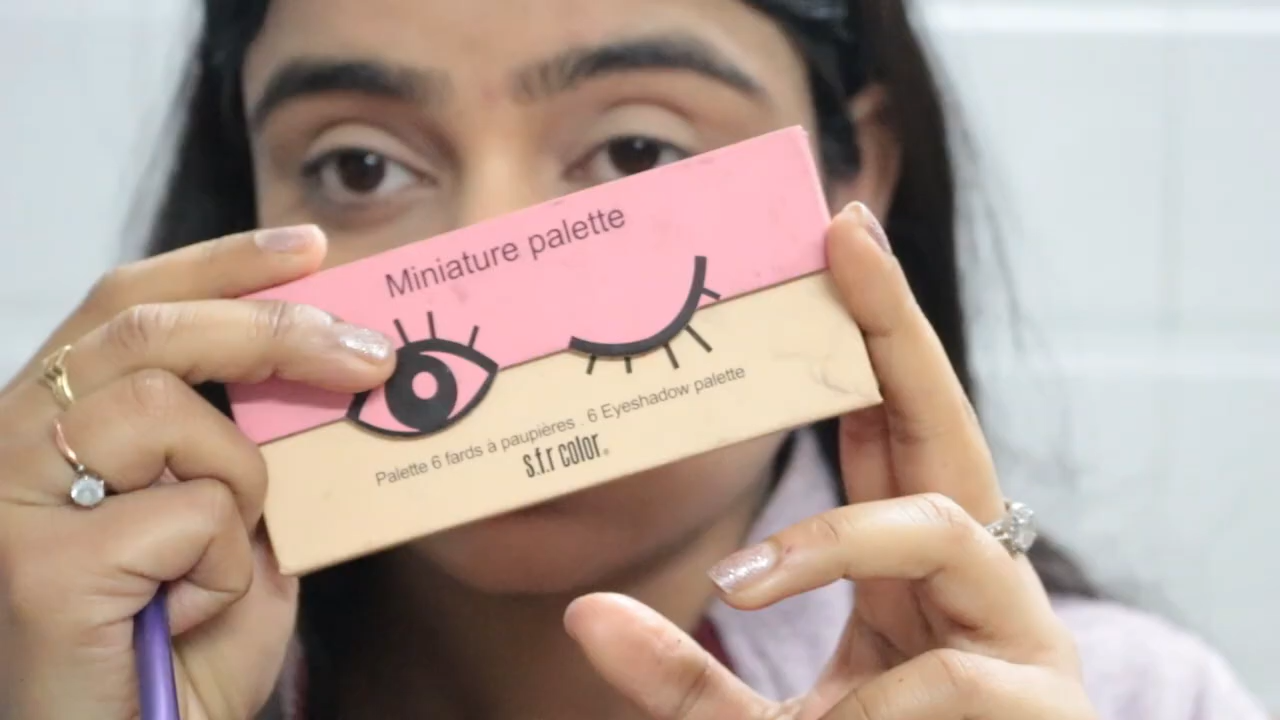 Miniature palette
Palette 6 fards à paupières . 6 Eyeshadow palette
s.f.r color®